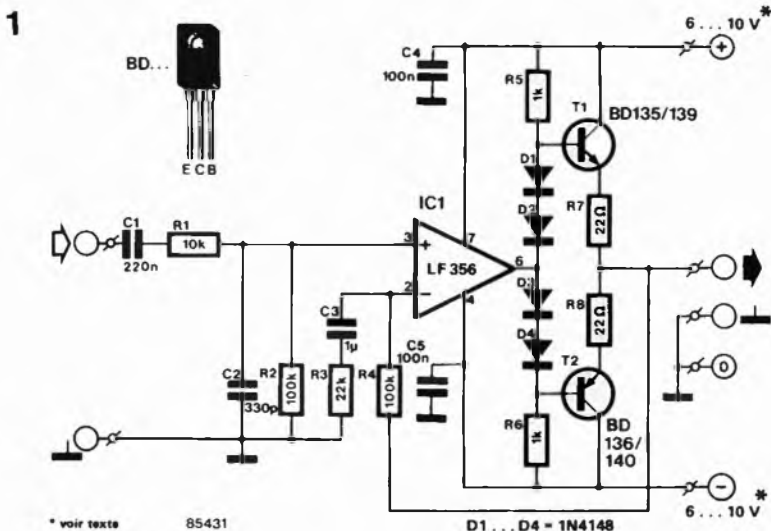 1
BD...
E C B
C4
100n
6 ... 10 V*
+
R5
1k
T1
BD135/139
D1
D2
R7
22Ω
IC1
C1
220n
R1
10k
3
+
7
LF 356
6
2
−
4
D3
D4
R8
22Ω
C3
1µ
C5
100n
0
C2
330p
R2
100k
R3
22k
R4
100k
T2
R6
1k
BD
136/
140
−
*
6 ... 10 V
* voir texte
85431
D1 ... D4 = 1N4148